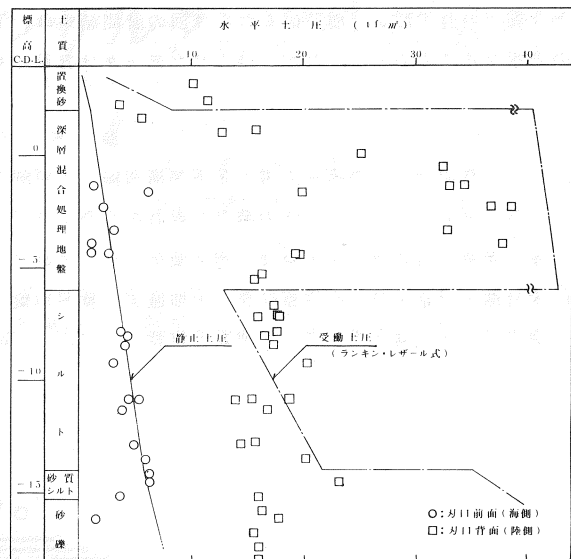 標高
C.D.L.
土質
水平土圧 (tf/㎡)
10
20
30
40
置換砂
深層混合処理地盤
シルト
砂質シルト
砂礫
0
-5
-10
-15
静止土圧
受動土圧
(ランキン・レザール式)
○:刃口前面(海側)
□:刃口背面(陸側)